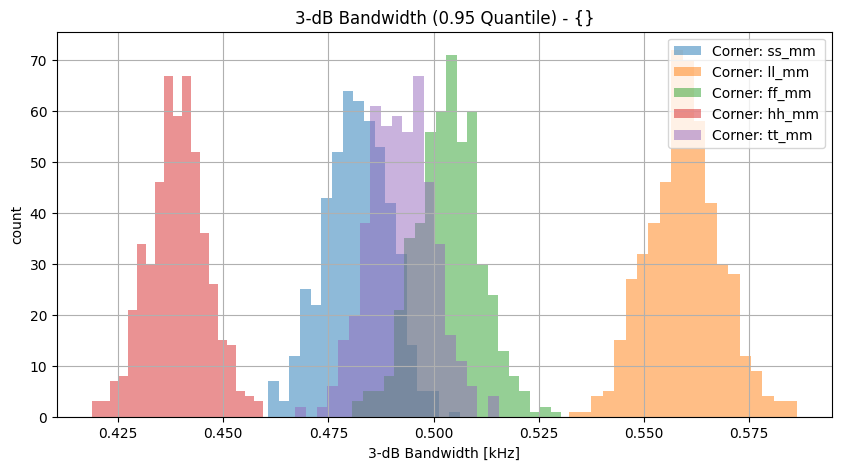 3-dB Bandwidth (0.95 Quantile) - {}
Corner: ss_mm
Corner: ll_mm
Corner: ff_mm
Corner: hh_mm
Corner: tt_mm
count
70
60
50
40
30
20
10
0
0.425 0.450 0.475 0.500 0.525 0.550 0.575
3-dB Bandwidth [kHz]